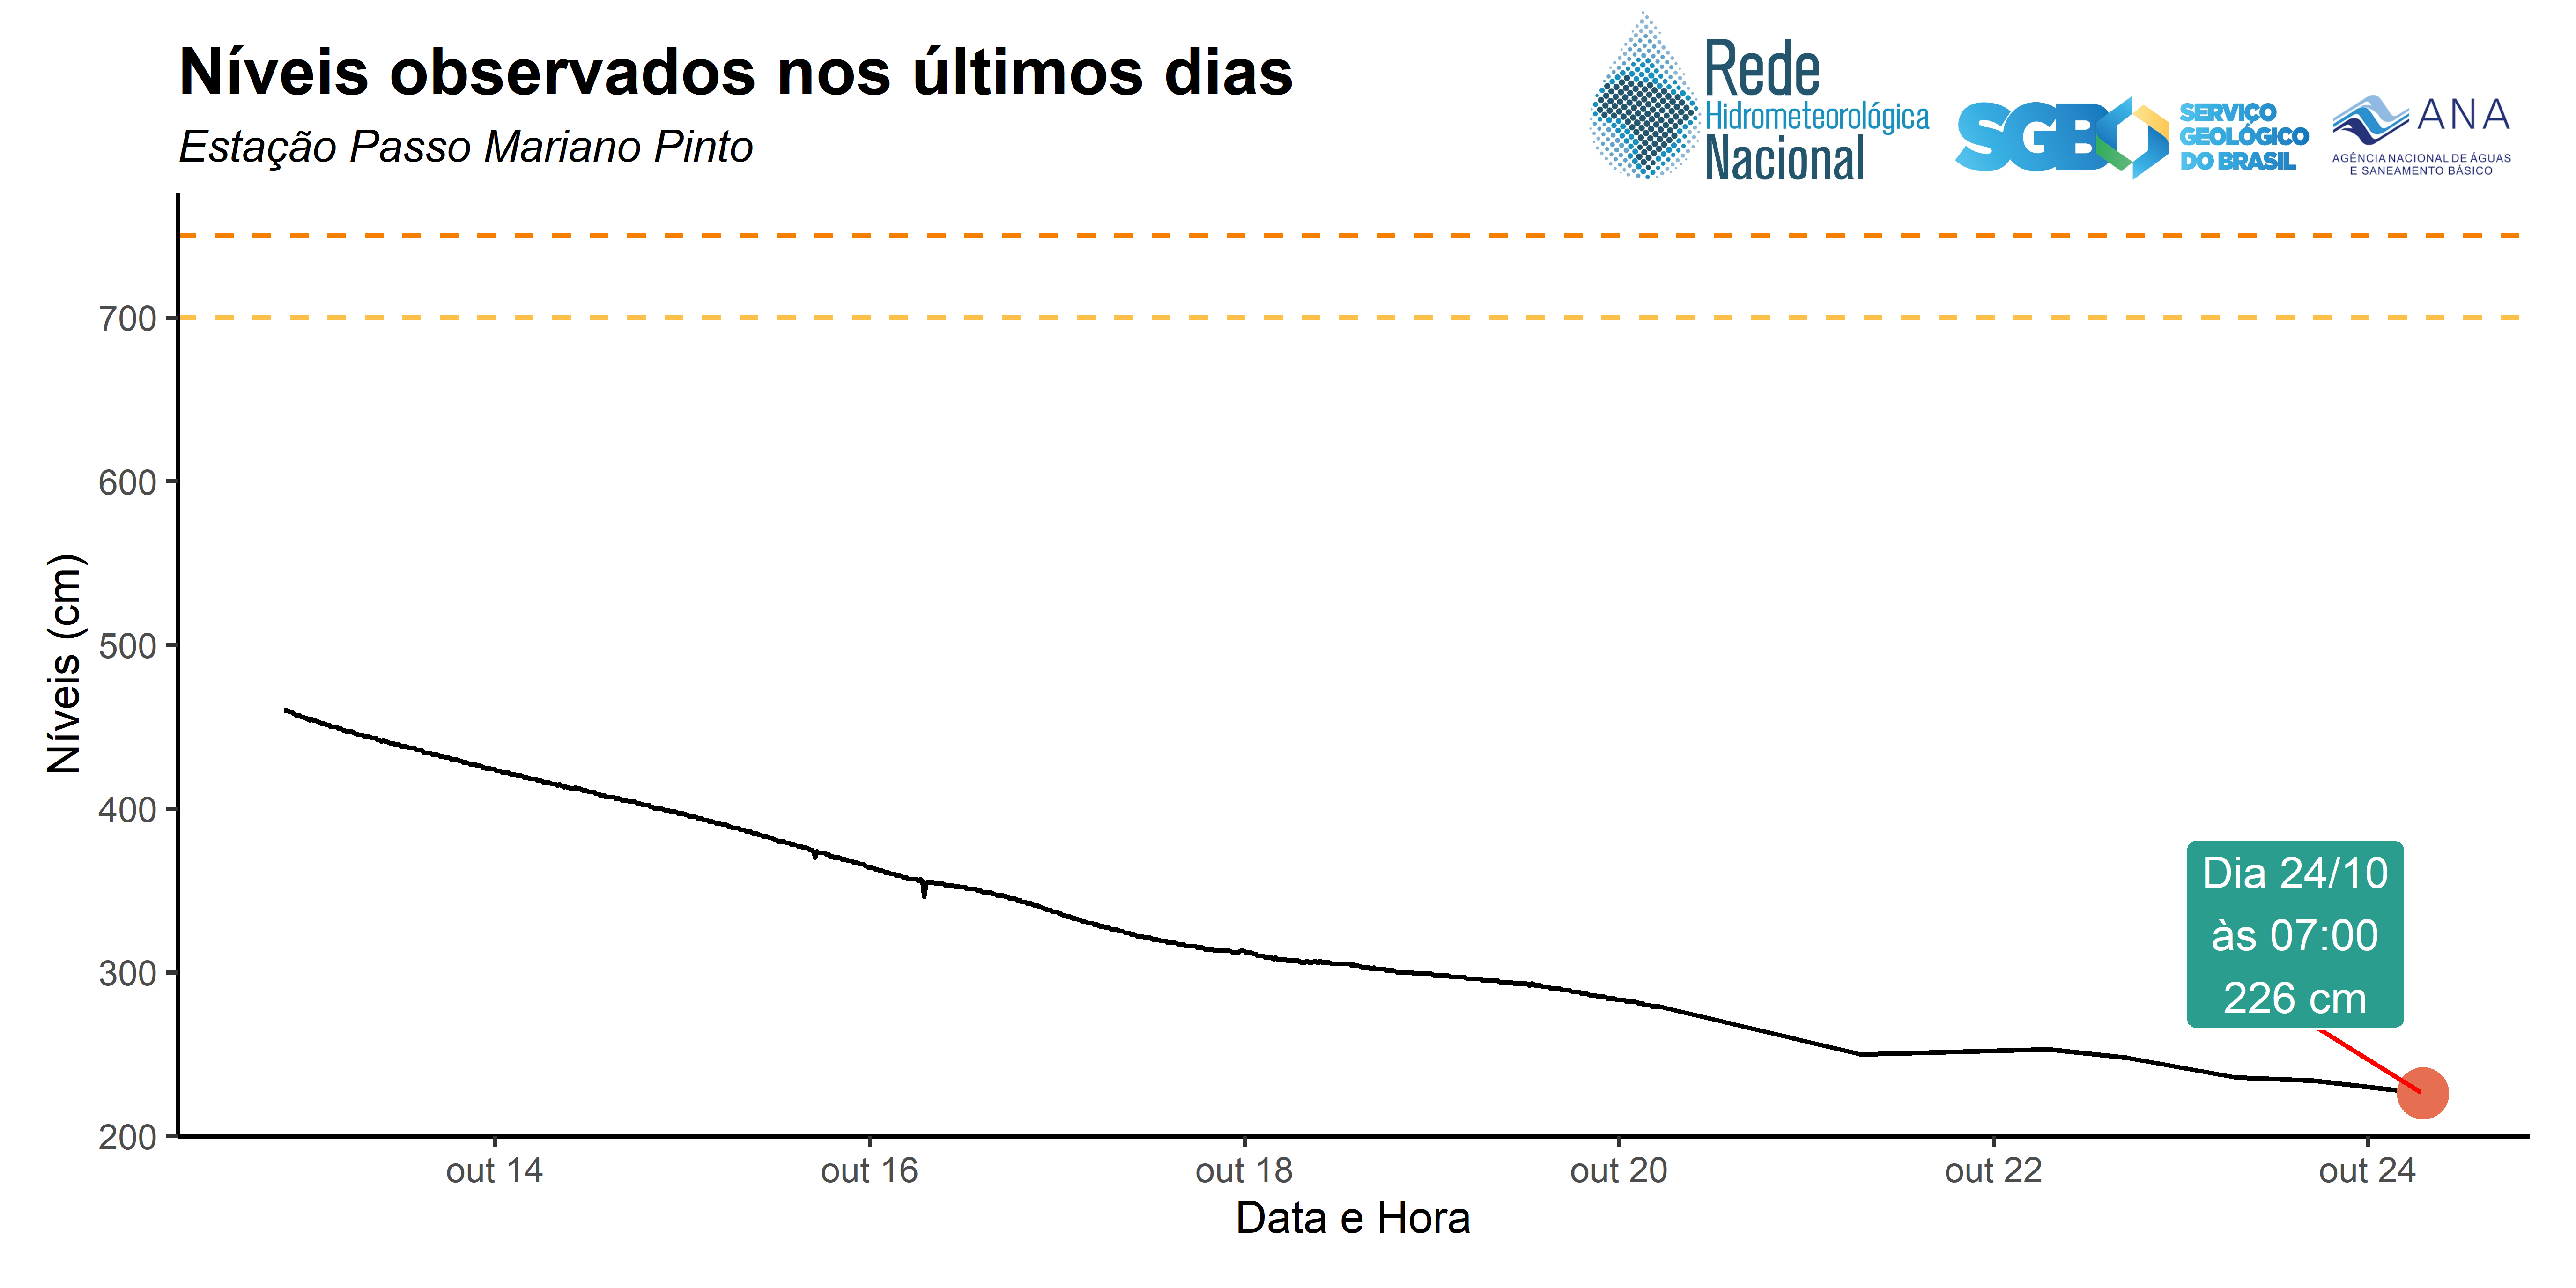 Níveis observados nos últimos dias
Estação Passo Mariano Pinto
Rede
Hidrometeorológica
Nacional
SGB
SERVIÇO
GEOLÓGICO
DO BRASIL
ANA
AGÊNCIA NACIONAL DE ÁGUAS
E SANEAMENTO BÁSICO
Níveis (cm)
700
600
500
400
300
200
Dia 24/10
às 07:00
226 cm
out 14
out 16
out 18
out 20
out 22
out 24
Data e Hora